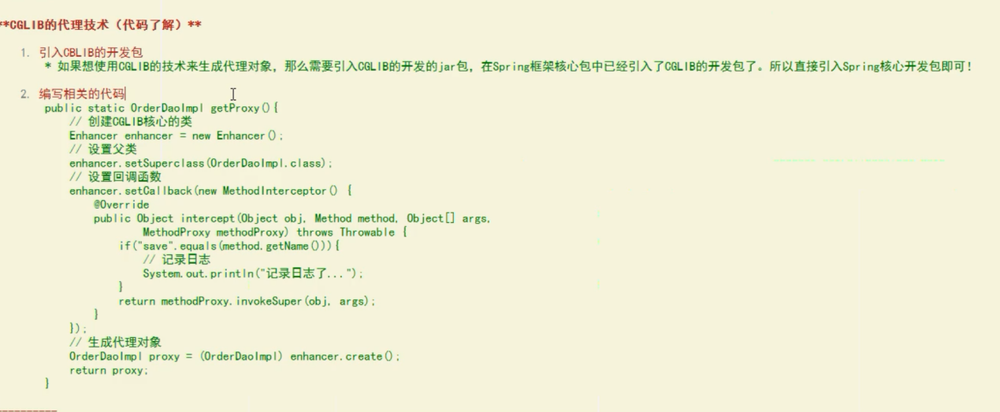 **CGLIB的代理技术（代码了解）**
1. 引入CBLIB的开发包
* 如果想使用CGLIB的技术来生成代理对象，那么需要引入CGLIB的开发的jar包，在Spring框架核心包中已经引入了CGLIB的开发包了。所以直接引入Spring核心开发包即可！
2. 编写相关的代码
public static OrderDaoImpl getProxy(){
// 创建CGLIB核心的类
Enhancer enhancer = new Enhancer();
// 设置父类
enhancer.setSuperclass(OrderDaoImpl.class);
// 设置回调函数
enhancer.setCallback(new MethodInterceptor() {
@Override
public Object intercept(Object obj, Method method, Object[] args,
MethodProxy methodProxy) throws Throwable {
if("save".equals(method.getName())){
// 记录日志
System.out.println("记录日志了...");
}
return methodProxy.invokeSuper(obj, args);
}
});
// 生成代理对象
OrderDaoImpl proxy = (OrderDaoImpl) enhancer.create();
return proxy;
}
----------